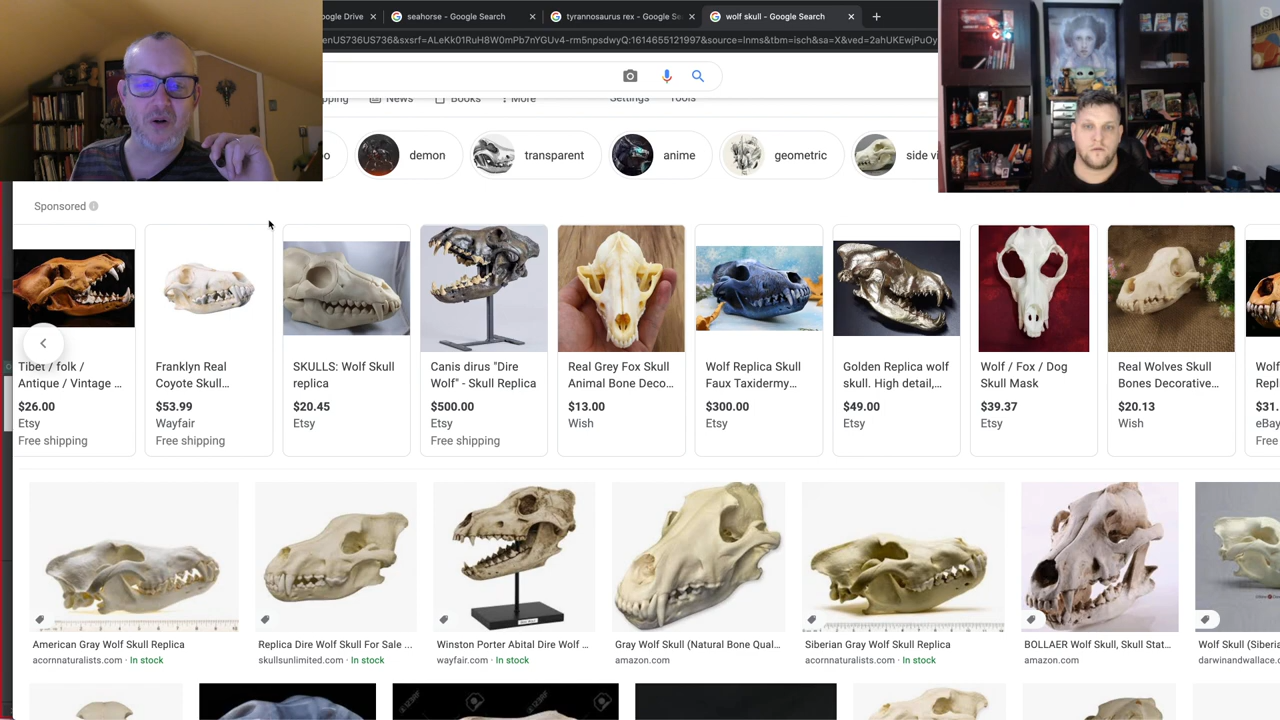 ogle Drive
seahorse - Google Search
tyrannosaurus rex - Google Se
wolf skull - Google Search
enUS736US736&sxsrf=ALeKk01RuH8W0mPb7nYGUv4-rm5npsdwyQ:1614655121997&source=lnms&tbm=isch&sa=X&ved=2ahUKEwjPuOy
pping
News
Books
More
Settings
Tools
demon
transparent
anime
geometric
side vi
Sponsored
Tibet / folk /
Antique / Vintage ...
$26.00
Etsy
Free shipping
Franklyn Real
Coyote Skull...
$53.99
Wayfair
Free shipping
SKULLS: Wolf Skull
replica
$20.45
Etsy
Canis dirus "Dire
Wolf" - Skull Replica
$500.00
Etsy
Free shipping
Real Grey Fox Skull
Animal Bone Deco...
$13.00
Wish
Wolf Replica Skull
Faux Taxidermy...
$300.00
Etsy
Golden Replica wolf
skull. High detail,...
$49.00
Etsy
Wolf / Fox / Dog
Skull Mask
$39.37
Etsy
Real Wolves Skull
Bones Decorative...
$20.13
Wish
Wolf
Repl
$31.
eBay
Free
American Gray Wolf Skull Replica
acornnaturalists.com · In stock
Replica Dire Wolf Skull For Sale ...
skullsunlimited.com · In stock
Winston Porter Abital Dire Wolf ...
wayfair.com · In stock
Gray Wolf Skull (Natural Bone Qual...
amazon.com
Siberian Gray Wolf Skull Replica
acornnaturalists.com · In stock
BOLLAER Wolf Skull, Skull Stat...
amazon.com
Wolf Skull (Siberia
darwinandwallace.c